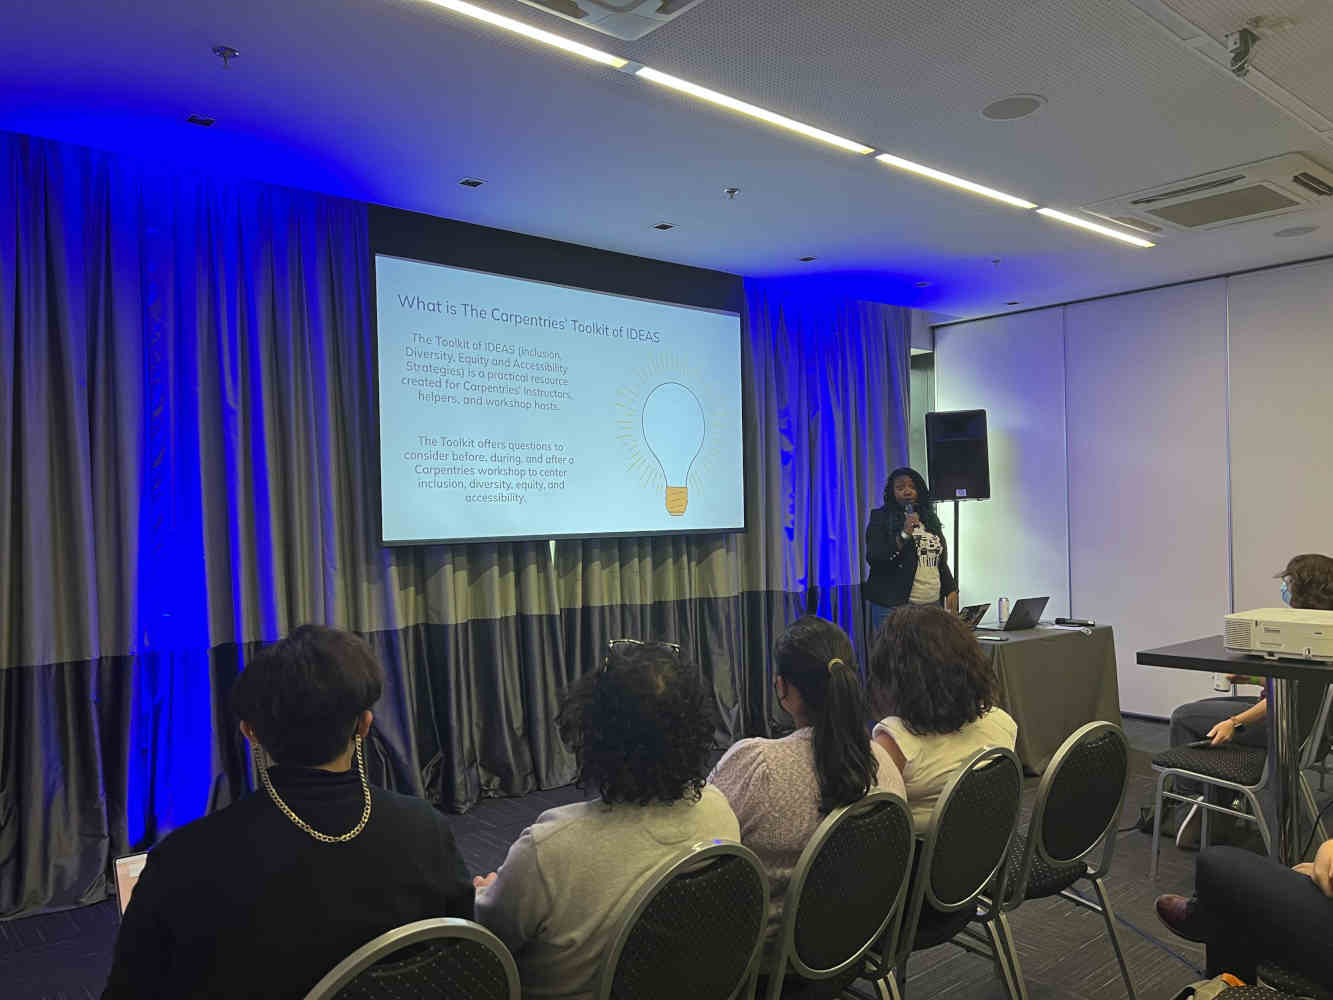 What is The Carpentries' Toolkit of IDEAS
The Toolkit of IDEAS (Inclusion,
Diversity, Equity and Accessibility
Strategies) is a practical resource
created for Carpentries' Instructors,
helpers, and workshop hosts.
The Toolkit offers questions to
consider before, during, and after a
Carpentries workshop to center
inclusion, diversity, equity, and
accessibility.